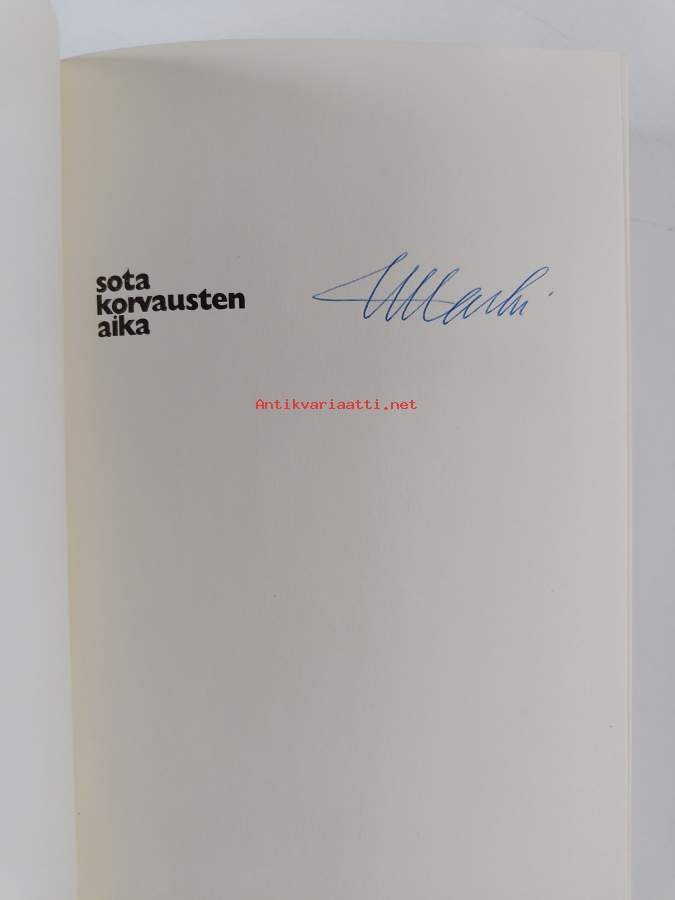 sota
korvausten
aika
Antikvariaatti.net